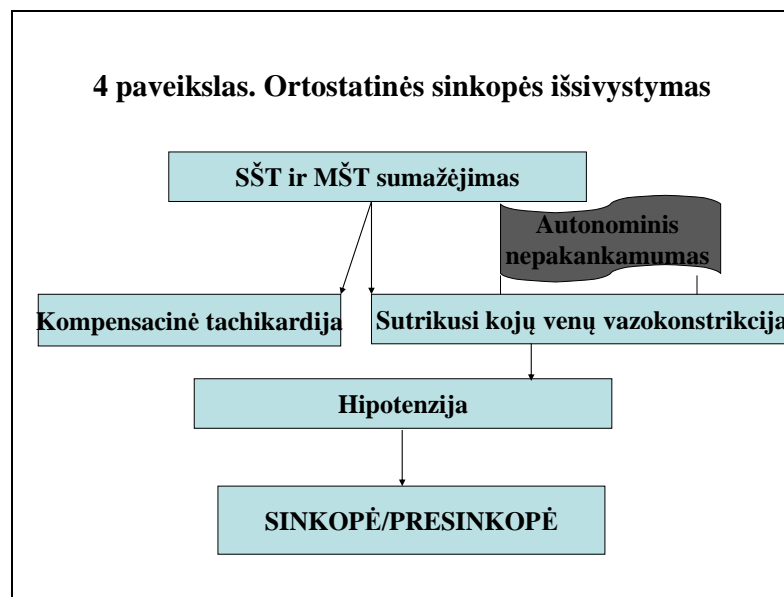 4 paveikslas. Ortostatinės sinkopės išsivystymas
SŠT ir MŠT sumažėjimas
Autonominis
nepakankamumas
Kompensacinė tachikardija
Sutrikusi kojų venų vazokonstrikcija
Hipotenzija
SINKOPĖ/PRESINKOPĖ